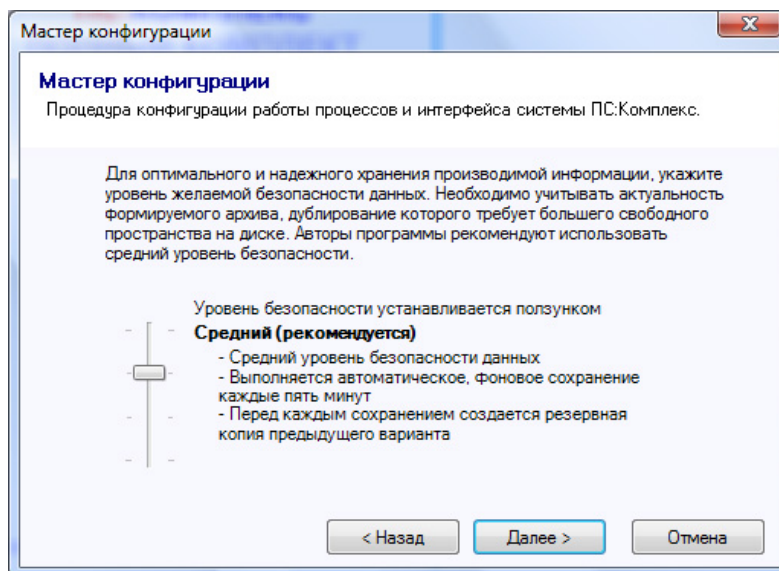 Мастер конфигурации
Мастер конфигурации
Процедура конфигурации работы процессов и интерфейса системы ПС:Комплекс.
Для оптимального и надежного хранения производимой информации, укажите
уровень желаемой безопасности данных. Необходимо учитывать актуальность
формируемого архива, дублирование которого требует большего свободного
пространства на диске. Авторы программы рекомендуют использовать
средний уровень безопасности.
Уровень безопасности устанавливается ползунком
Средний (рекомендуется)
- Средний уровень безопасности данных
- Выполняется автоматическое, фоновое сохранение
каждые пять минут
- Перед каждым сохранением создается резервная
копия предыдущего варианта
< Назад
Далее >
Отмена